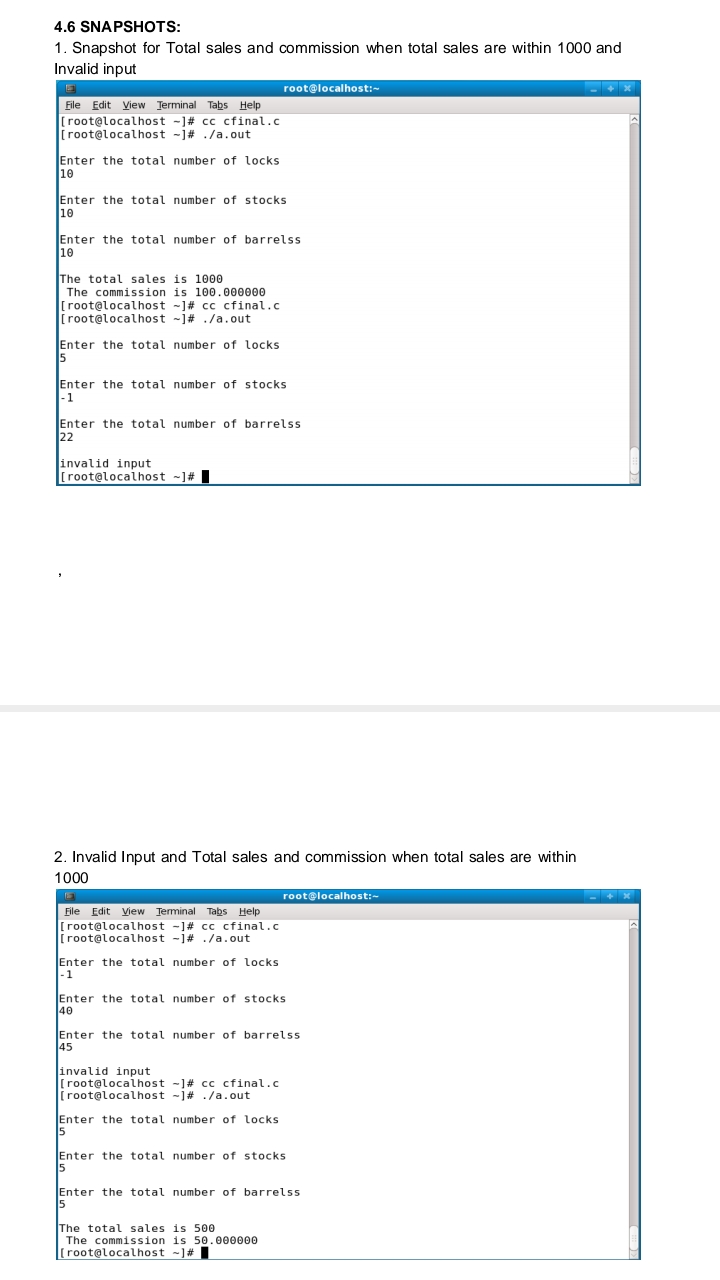 4.6 SNAPSHOTS:
1. Snapshot for Total sales and commission when total sales are within 1000 and
Invalid input
root@localhost:~
File Edit View Terminal Tabs Help
[root@localhost ~]# cc cfinal.c
[root@localhost ~]# ./a.out
Enter the total number of locks
10
Enter the total number of stocks
10
Enter the total number of barrelss
10
The total sales is 1000
The commission is 100.000000
[root@localhost ~]# cc cfinal.c
[root@localhost ~]# ./a.out
Enter the total number of locks
5
Enter the total number of stocks
-1
Enter the total number of barrelss
22
invalid input
[root@localhost ~]#
,
2. Invalid Input and Total sales and commission when total sales are within
1000
root@localhost:~
File Edit View Terminal Tabs Help
[root@localhost ~]# cc cfinal.c
[root@localhost ~]# ./a.out
Enter the total number of locks
-1
Enter the total number of stocks
40
Enter the total number of barrelss
45
invalid input
[root@localhost ~]# cc cfinal.c
[root@localhost ~]# ./a.out
Enter the total number of locks
5
Enter the total number of stocks
5
Enter the total number of barrelss
5
The total sales is 500
The commission is 50.000000
[root@localhost ~]#